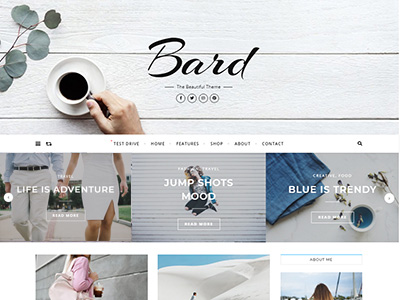 Bard
The Beautiful Theme
TEST DRIVE HOME FEATURES SHOP ABOUT CONTACT
TRAVEL
LIFE IS ADVENTURE
READ MORE
TRAVEL
JUMP SHOTS
MOOD
READ MORE
CREATIVE, FOOD
BLUE IS TRENDY
READ MORE
ABOUT ME